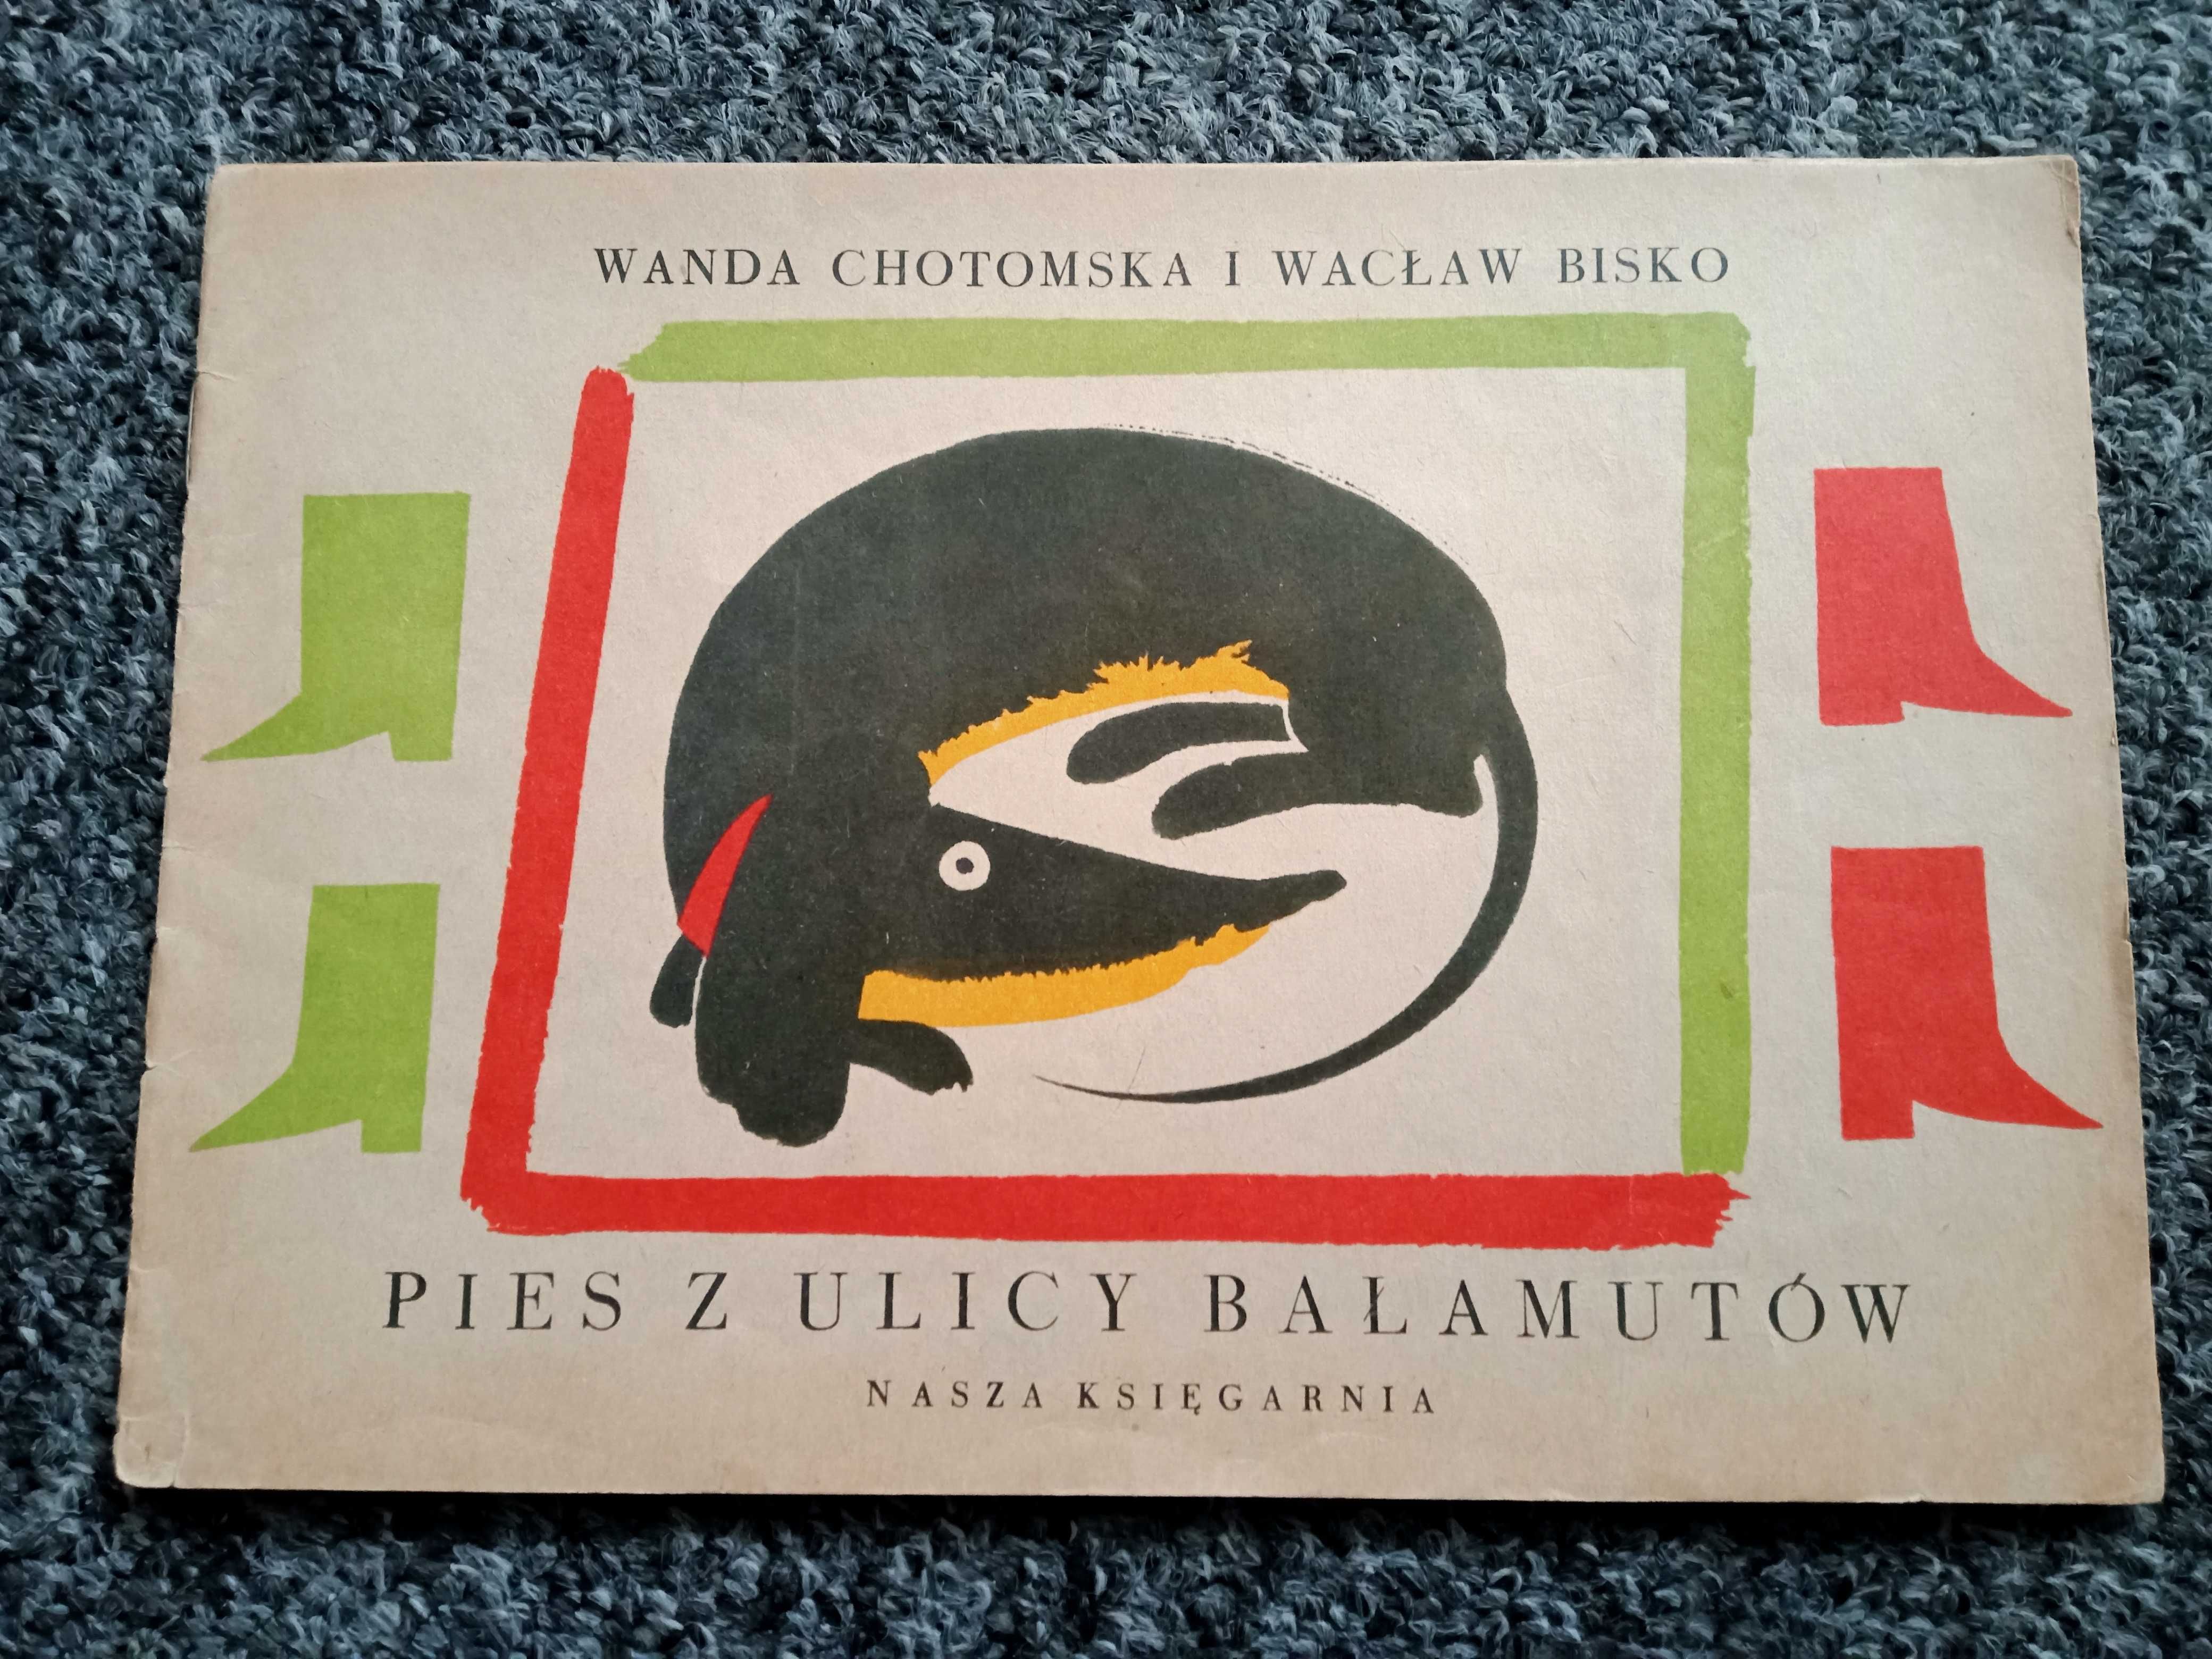 WANDA CHOTOMSKA I WACŁAW BISKO
PIES Z ULICY BAŁAMUTÓW
NASZA KSIĘGARNIA